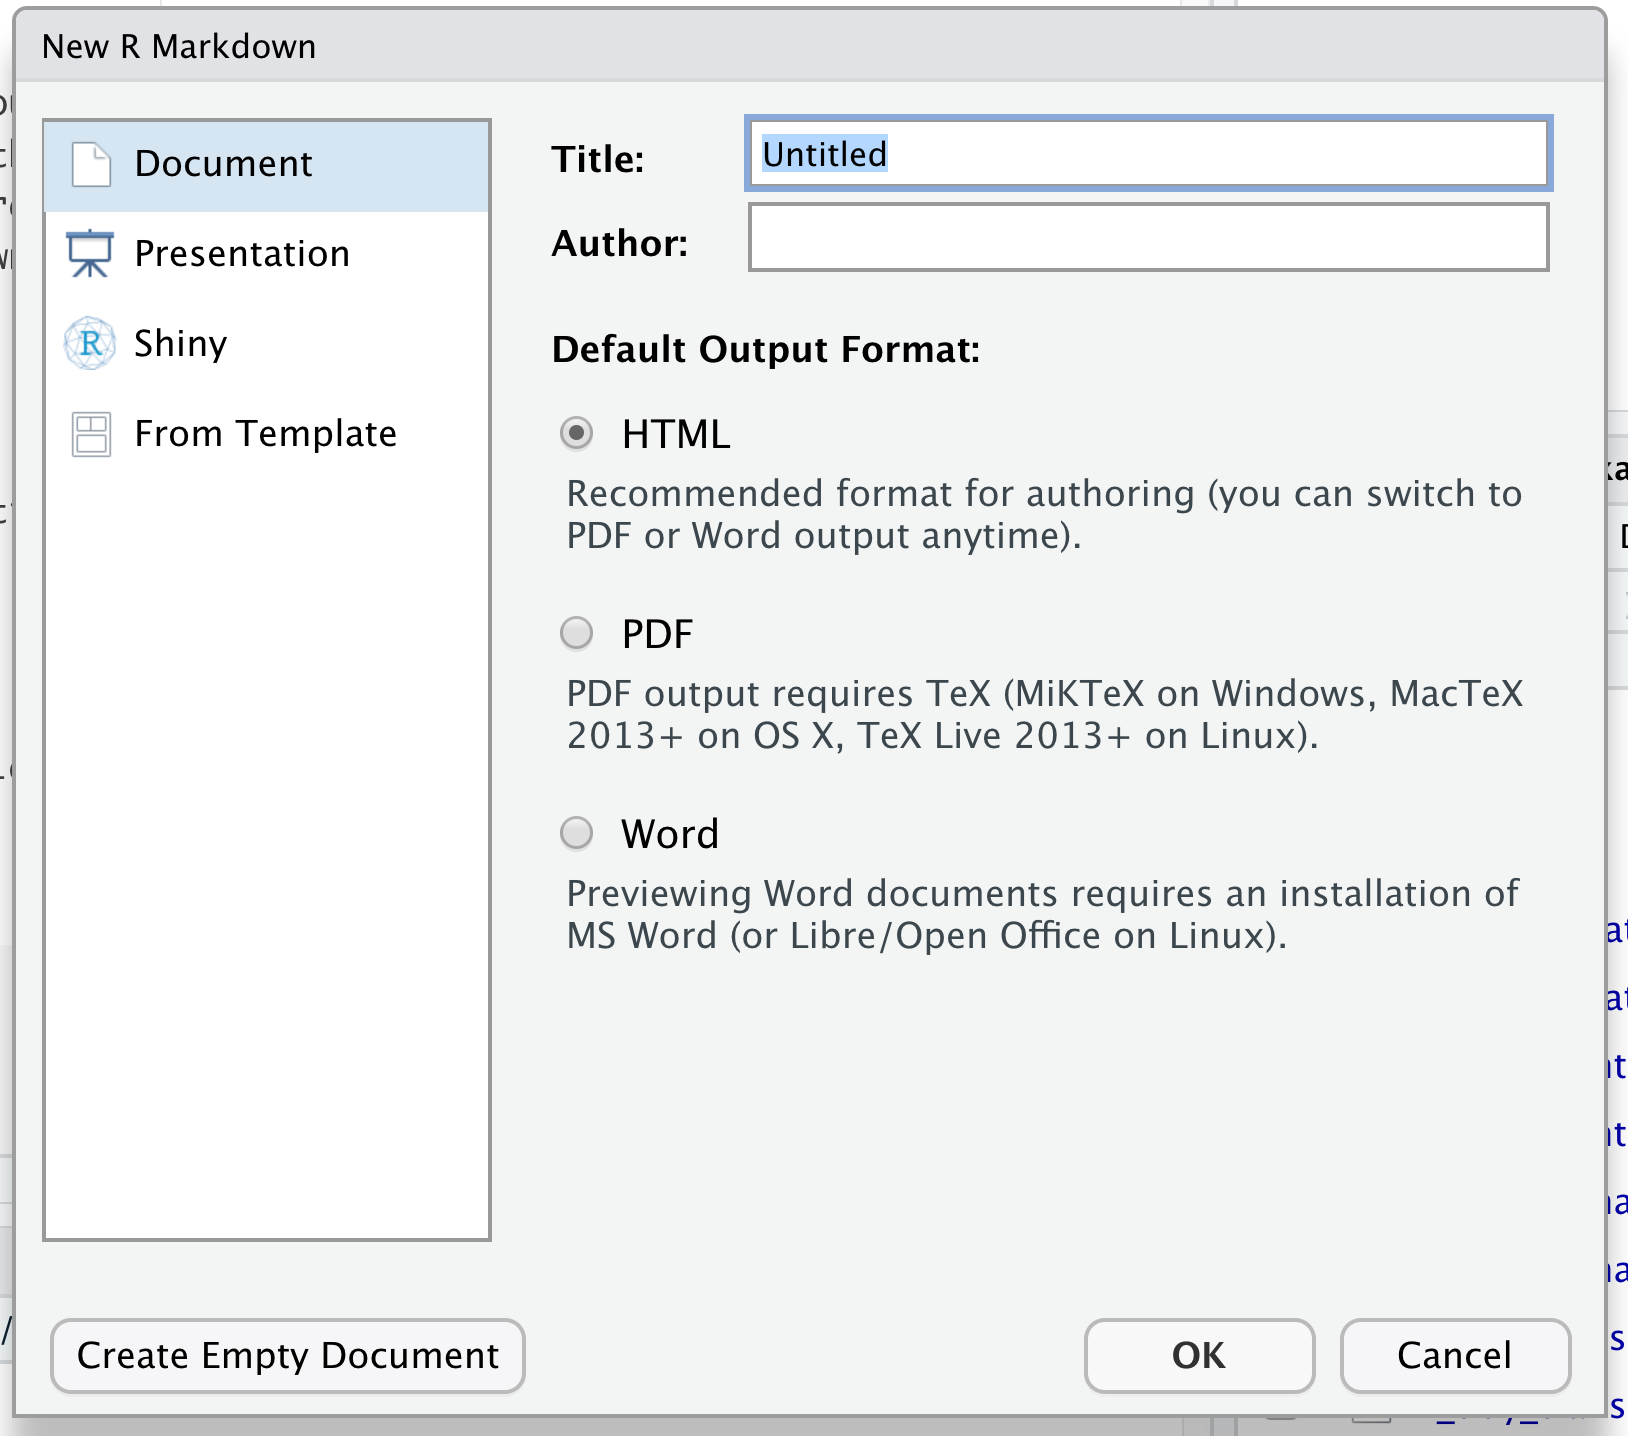 New R Markdown
Document
Presentation
Shiny
From Template
Title:
Untitled
Author:
Default Output Format:
HTML
Recommended format for authoring (you can switch to
PDF or Word output anytime).
PDF
PDF output requires TeX (MiKTeX on Windows, MacTeX
2013+ on OS X, TeX Live 2013+ on Linux).
Word
Previewing Word documents requires an installation of
MS Word (or Libre/Open Office on Linux).
Create Empty Document
OK
Cancel